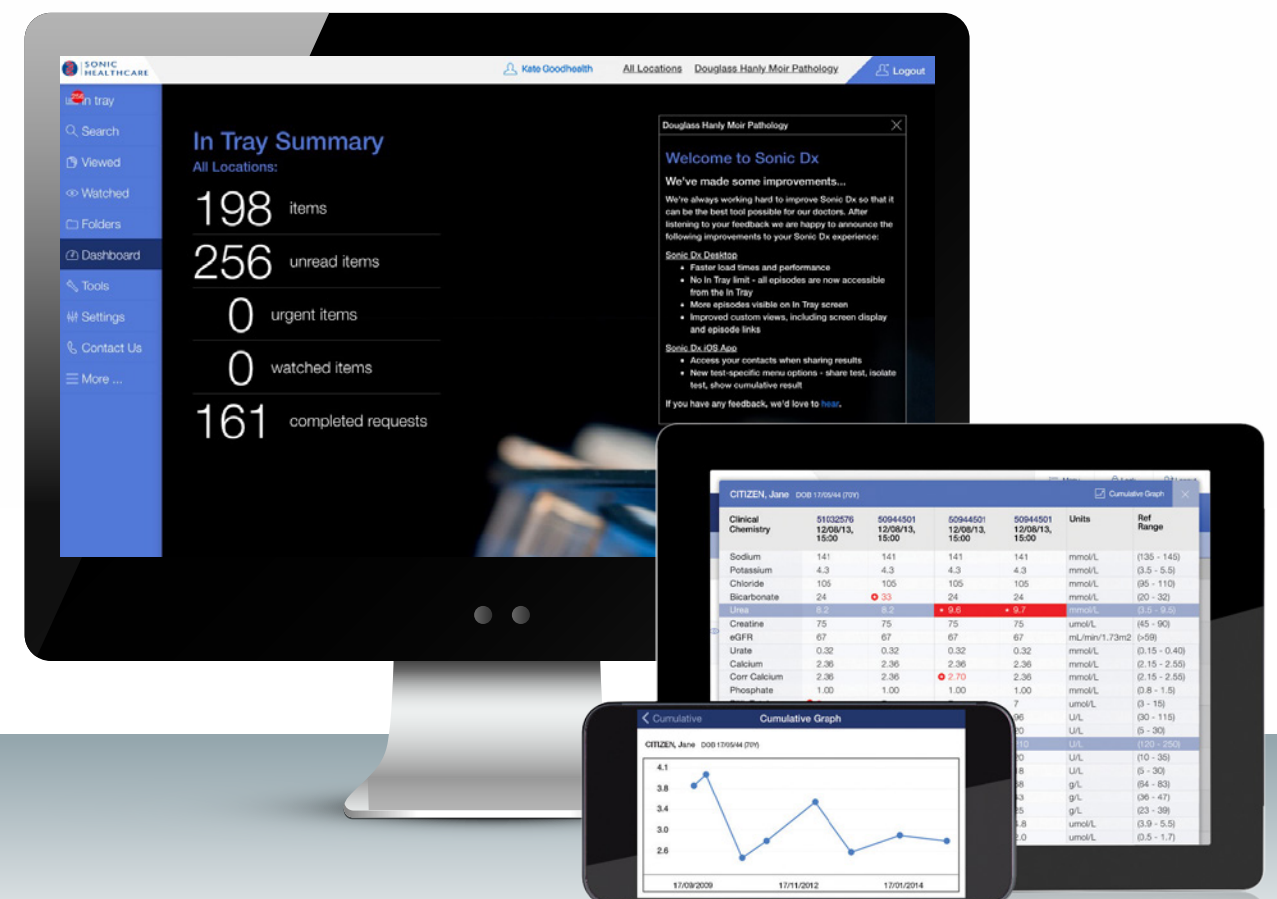 SONIC
HEALTHCARE
Kate Goodhealth
All Locations
Douglass Hanly Moir Pathology
Logout
In tray
Search
Viewed
Watched
Folders
Dashboard
Tools
Settings
Contact Us
More ...
In Tray Summary
All Locations:
198 items
256 unread items
0 urgent items
0 watched items
161 completed requests
Douglass Hanly Moir Pathology
Welcome to Sonic Dx
We've made some improvements...
We're always working hard to improve Sonic Dx so that it
can be the best tool possible for our doctors. After
listening to your feedback we are happy to announce the
following improvements to your Sonic Dx experience:
Sonic Dx Desktop
• Faster load times and performance
• No In Tray limit - all episodes are now accessible
from the In Tray
• More episodes visible on In Tray screen
• Improved custom views, including screen display
and episode links
Sonic Dx iOS App
• Access your contacts when sharing results
• New test-specific menu options - share test, isolate
test, show cumulative result
If you have any feedback, we'd love to hear.
CITIZEN, Jane DOB 17/05/44 (70Y) Cumulative Graph
Clinical 51032576 50944501 50944501 50944501 Units Ref
Chemistry 12/08/13, 12/08/13, 12/08/13, 12/08/13, Range
15:00 15:00 15:00 15:00
Sodium 141 141 141 141 mmol/L (135 - 145)
Potassium 4.3 4.3 4.3 4.3 mmol/L (3.5 - 5.5)
Chloride 105 105 105 105 mmol/L (95 - 110)
Bicarbonate 24 33 24 24 mmol/L (20 - 32)
Urea 8.2 8.2 9.6 9.7 mmol/L (3.5 - 9.5)
Creatine 75 75 75 75 umol/L (45 - 90)
eGFR 67 67 67 67 mL/min/1.73m2 (>59)
Urate 0.32 0.32 0.32 0.32 mmol/L (0.15 - 0.40)
Calcium 2.36 2.36 2.36 2.36 mmol/L (2.15 - 2.55)
Corr Calcium 2.36 2.36 2.70 2.36 mmol/L (2.15 - 2.55)
Phosphate 1.00 1.00 1.00 1.00 mmol/L (0.8 - 1.5)
7 umol/L (3 - 15)
96 U/L (30 - 115)
20 U/L (5 - 30)
210 U/L (120 - 250)
20 U/L (10 - 35)
18 U/L (5 - 30)
68 g/L (64 - 83)
43 g/L (36 - 47)
25 g/L (23 - 39)
4.8 umol/L (3.9 - 5.5)
2.0 umol/L (0.5 - 1.7)
Cumulative Cumulative Graph
CITIZEN, Jane DOB 17/05/44 (70Y)
4.1
3.8
3.4
3.0
2.6
17/09/2009 17/11/2012 17/01/2014